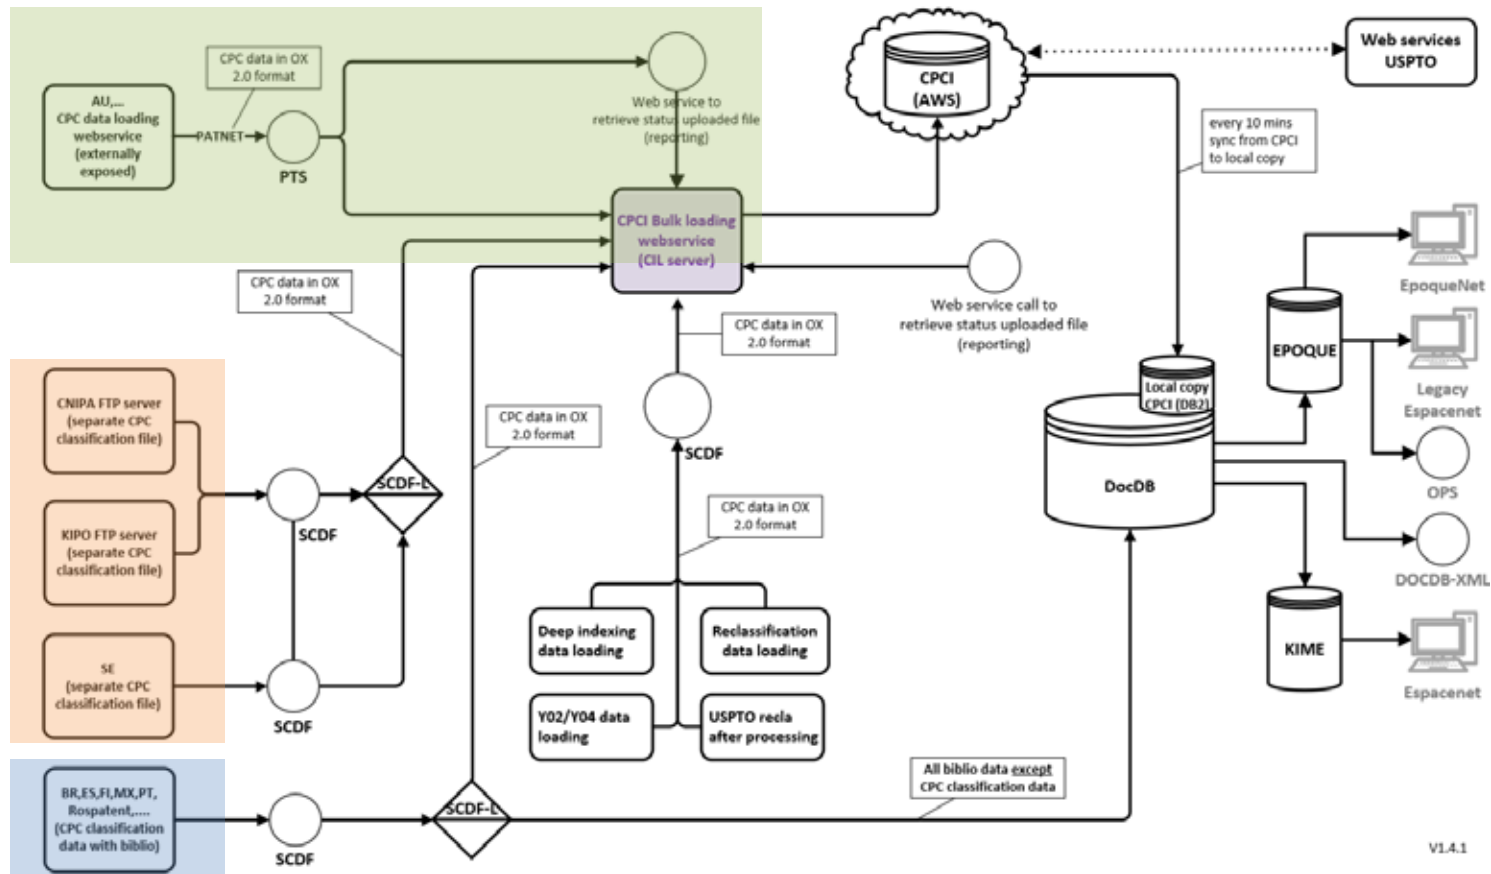 CPC data in OX
2.0 format
AU,...
CPC data loading
webservice
(externally
exposed)
PATNET
PTS
Web service to
retrieve status uploaded file
(reporting)
CPCI
(AWS)
Web services
USPTO
every 10 mins
sync from CPCI
to local copy
CPCI Bulk loading
webservice
(CIL server)
CPC data in OX
2.0 format
Web service call to
retrieve status uploaded file
(reporting)
CPC data in OX
2.0 format
EpoqueNet
EPOQUE
Legacy
Espacenet
Local copy
CPCI (DB2)
CNIPA FTP server
(separate CPC
classification file)
CPC data in OX
2.0 format
SCDF
SCDF-L
DocDB
OPS
KIPO FTP server
(separate CPC
classification file)
SCDF
CPC data in OX
2.0 format
DOCDB-XML
Deep indexing
data loading
Reclassification
data loading
KIME
Espacenet
SE
(separate CPC
classification file)
SCDF
Y02/Y04 data
loading
USPTO recla
after processing
All biblio data except
CPC classification data
BR,ES,FI,MX,PT,
Rospatent,....
(CPC classification
data with biblio)
SCDF
SCDF-L
V1.4.1